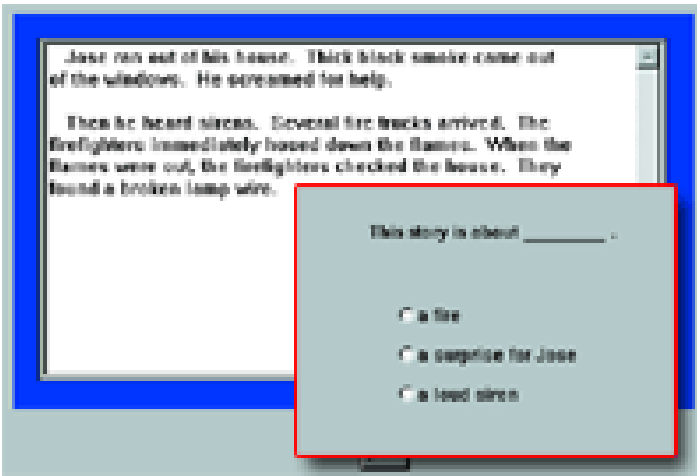 Jose ran out of his house. Thick black smoke came out
of the windows. He screamed for help.
Then he heard sirens. Several fire trucks arrived. The
firefighters immediately hosed down the flames. When the
flames were out, the firefighters checked the house. They
found a broken lamp wire.
This story is about ________ .
a fire
a surprise for Jose
a loud siren